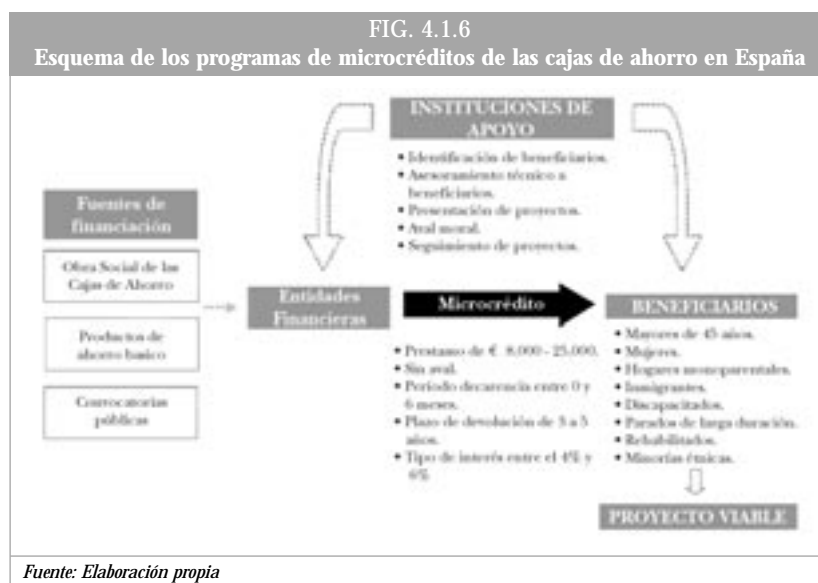 FIG. 4.1.6
Esquema de los programas de microcréditos de las cajas de ahorro en España
INSTITUCIONES DE
APOYO
• Identificación de beneficiarios.
• Asesoramiento técnico a
beneficiarios.
• Presentación de proyectos.
• Aval moral.
• Seguimiento de proyectos.
Fuentes de
financiación
Obra Social de las
Cajas de Ahorro
Productos de
ahorro basico
Convocatorias
públicas
Entidades
Financieras
Microcrédito
• Prestamo de € 8.000 - 25.000.
• Sin aval.
• Período decarencia entre 0 y
6 meses.
• Plazo de devolución de 3 a 5
años.
• Tipo de interés entre el 4% y
6%
BENEFICIARIOS
• Mayores de 45 años.
• Mujeres.
• Hogares monoparentales.
• Inmigrantes.
• Discapacitados.
• Parados de larga duración.
• Rehabilitados.
• Minorías étnicas.
PROYECTO VIABLE
Fuente: Elaboración propia